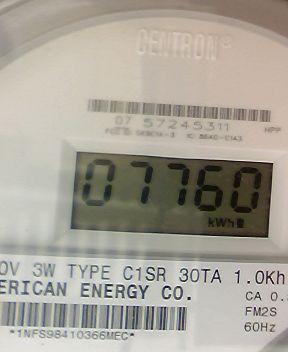 CENTRON®
07 57245311
HPP
07760
kWh
0V 3W TYPE C1SR 30TA 1.0Kh
ERICAN ENERGY CO.
CA 0.
FM2S
60Hz
*1NFS98410366MEC*